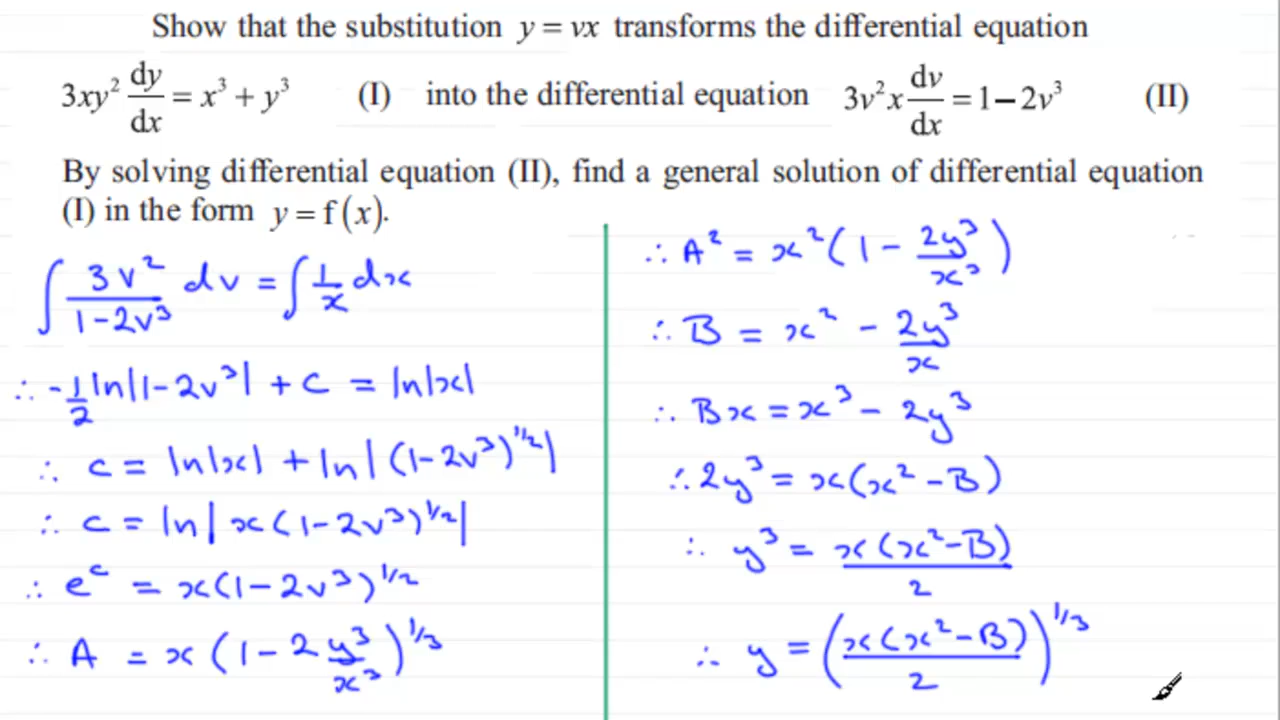 Show that the substitution y = vx transforms the differential equation
3xy² dy/dx = x³ + y³ (I) into the differential equation 3v²x dv/dx = 1 − 2v³ (II)
By solving differential equation (II), find a general solution of differential equation
(I) in the form y = f(x).
∫ 3v²/(1-2v³) dv = ∫ 1/x dx
∴ -1/2 ln|1-2v³| + c = ln|x|
∴ c = ln|x| + ln|(1-2v³)^1/2|
∴ c = ln|x(1-2v³)^1/2|
∴ e^c = x(1-2v³)^1/2
∴ A = x(1-2 y³/x³)^1/3
∴ A² = x²(1 - 2y³/x³)
∴ B = x² - 2y³/x
∴ Bx = x³ - 2y³
∴ 2y³ = x(x² - B)
∴ y³ = x(x²-B)/2
∴ y = (x(x²-B)/2)^1/3